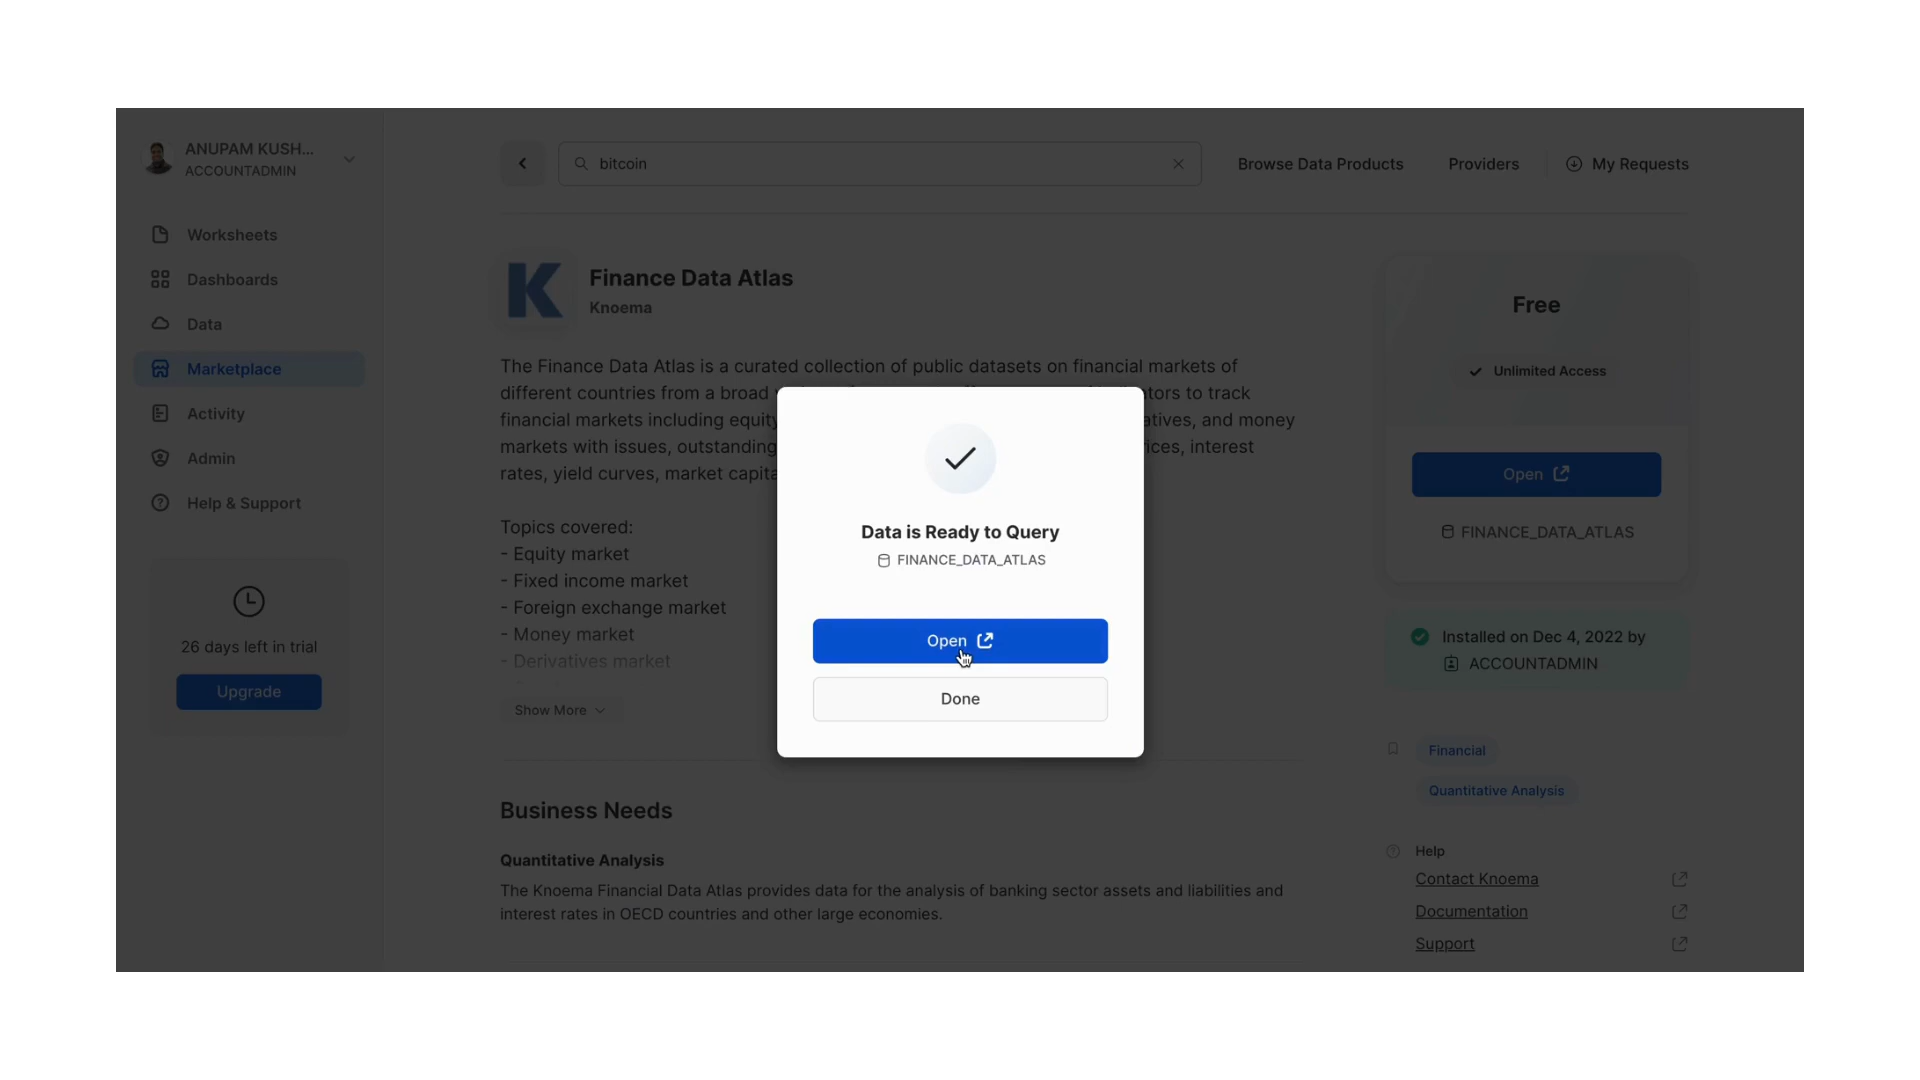 ANUPAM KUSH...
ACCOUNTADMIN
Worksheets
Dashboards
Data
Marketplace
Activity
Admin
Help & Support
26 days left in trial
Upgrade
bitcoin
Browse Data Products
Providers
My Requests
K
Finance Data Atlas
Knoema
The Finance Data Atlas is a curated collection of public datasets on financial markets of
different countries from a broad
tors to track
financial markets including equity
atives, and money
markets with issues, outstanding
ices, interest
rates, yield curves, market capita
Topics covered:
- Equity market
- Fixed income market
- Foreign exchange market
- Money market
- Derivatives market
Show More
Data is Ready to Query
FINANCE_DATA_ATLAS
Open
Done
Business Needs
Quantitative Analysis
The Knoema Financial Data Atlas provides data for the analysis of banking sector assets and liabilities and
interest rates in OECD countries and other large economies.
Free
Unlimited Access
Open
FINANCE_DATA_ATLAS
Installed on Dec 4, 2022 by
ACCOUNTADMIN
Financial
Quantitative Analysis
Help
Contact Knoema
Documentation
Support